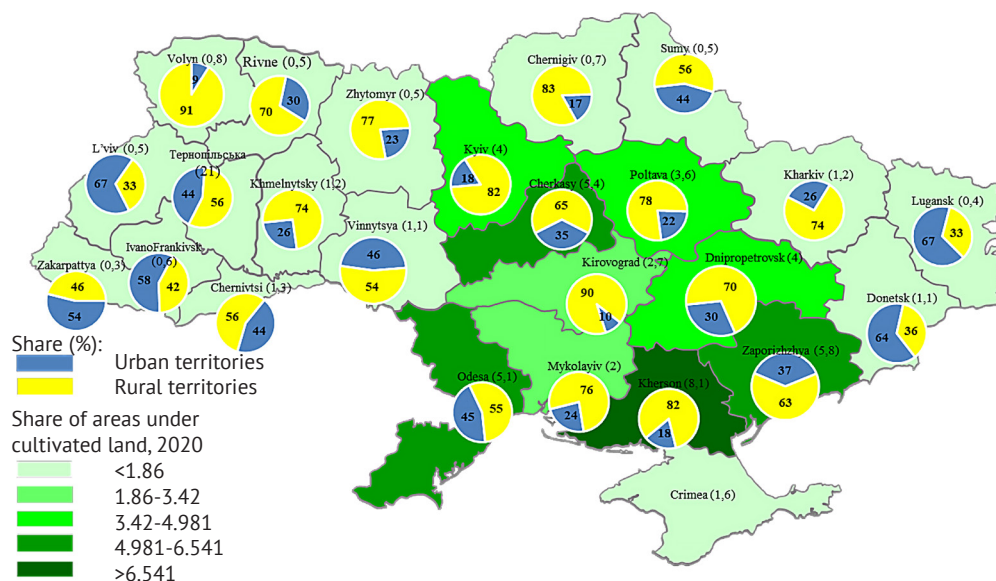 Volyn (0,8)
9
91
Rivne (0,5)
30
70
Zhytomyr (0,5)
77
23
Chernigiv (0,7)
83
17
Sumy (0,5)
56
44
L'viv (0,5)
67
33
Тернопільська
(21)
44
56
Khmelnytsky (1,2)
74
26
Kyiv (4)
18
82
Cherkasy (5,4)
65
35
Poltava (3,6)
78
22
Kharkiv (1,2)
26
74
Lugansk (0,4)
67
33
Zakarpattya (0,3)
46
54
IvanoFrankivsk
(0,6)
58
42
Chernivtsi (1,3)
56
44
Vinnytsya (1,1)
46
54
Kirovograd (2,7)
90
10
Dnipropetrovsk (4)
70
30
Donetsk (1,1)
36
64
Odesa (5,1)
45
55
Mykolayiv (2)
76
24
Kherson (8,1)
82
18
Zaporizhzhya (5,8)
37
63
Crimea (1,6)
Share (%):
Urban territories
Rural territories
Share of areas under
cultivated land, 2020
<1.86
1.86-3.42
3.42-4.981
4.981-6.541
>6.541